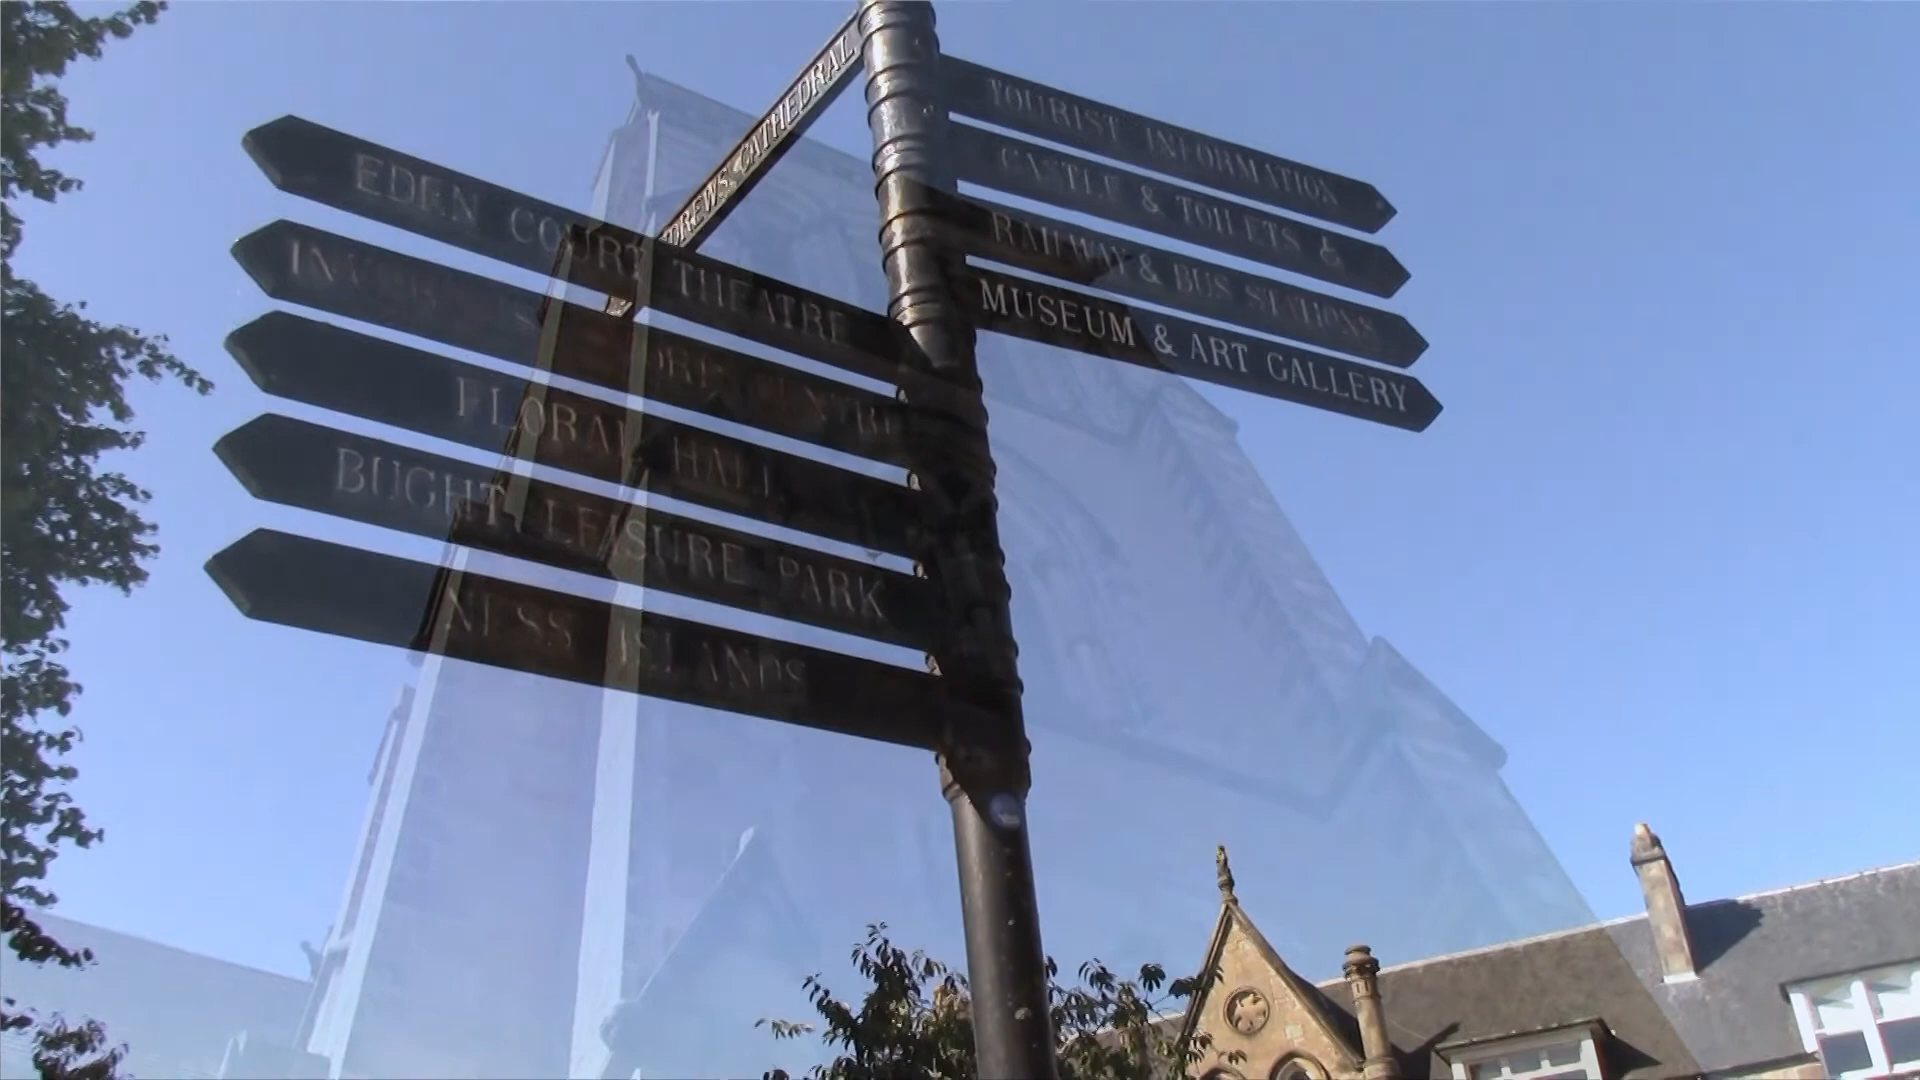 CATHEDRAL
EDEN COURT THEATRE
FLORAL HALL
BUGHT LEISURE PARK
NESS ISLANDS
TOURIST INFORMATION
CASTLE & TOILETS &
RAILWAY & BUS STATIONS
MUSEUM & ART GALLERY